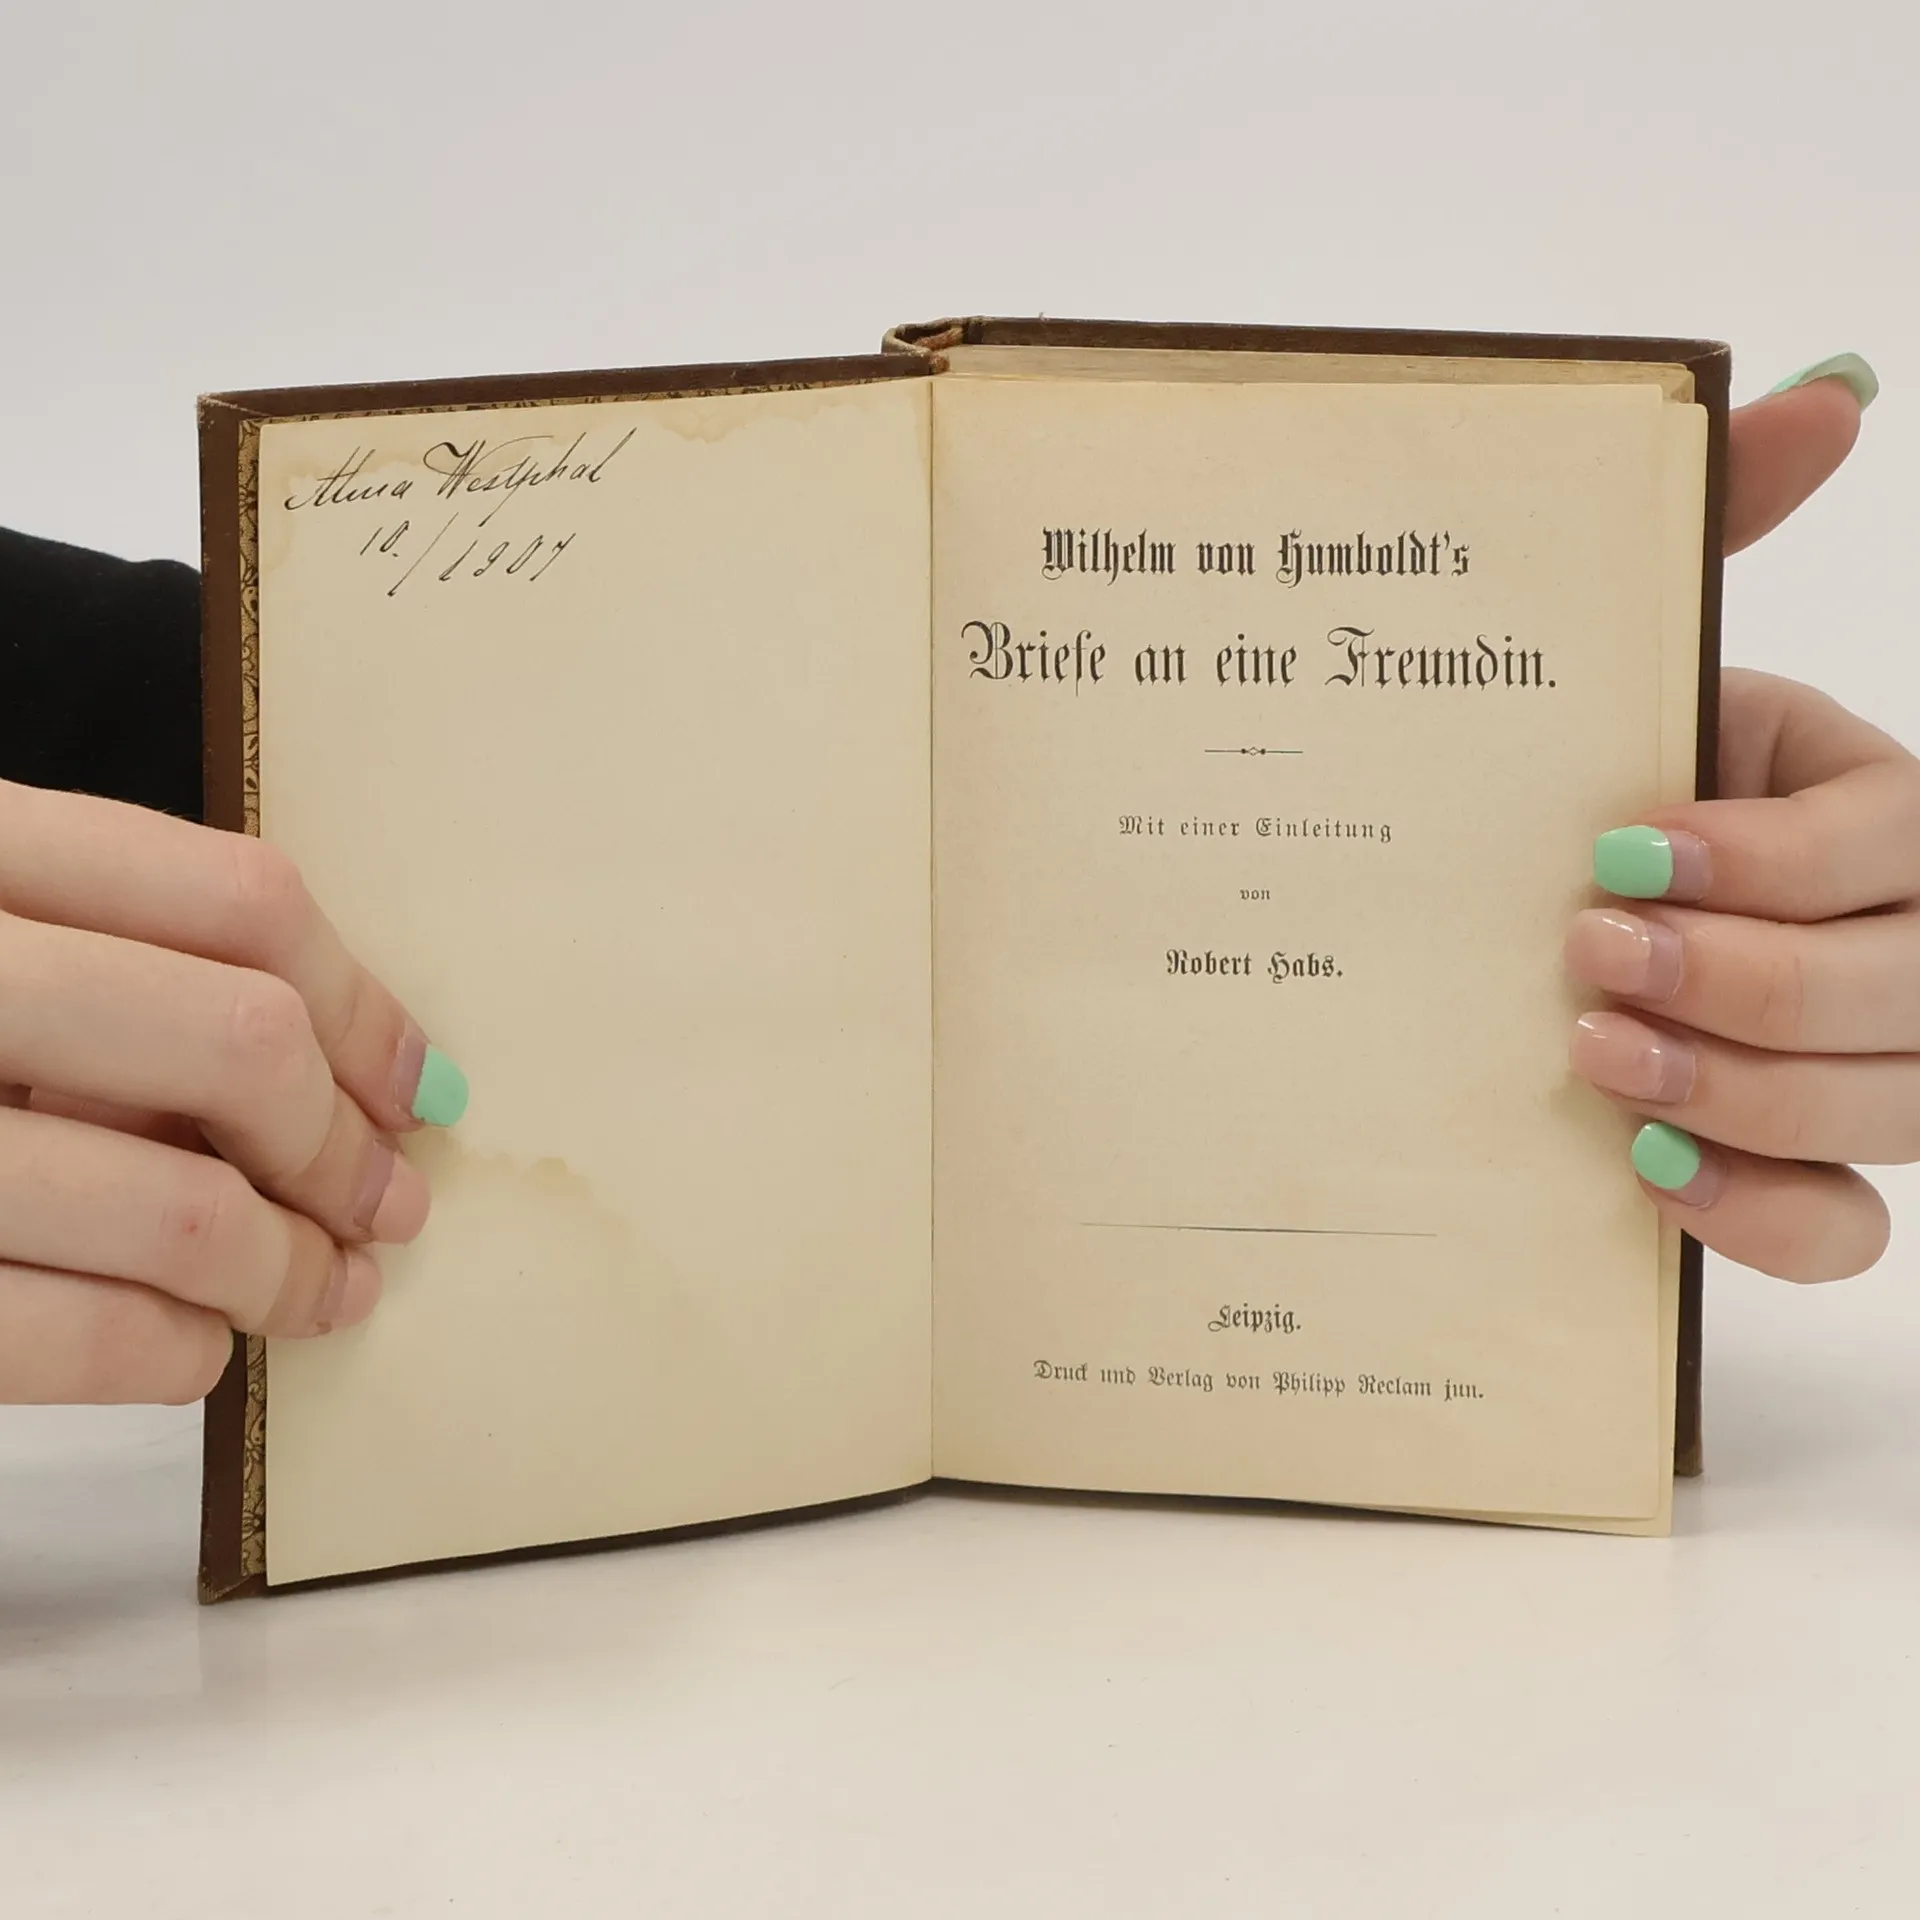 Alma Westphal
10./1907
Wilhelm von Humboldt's
Briefe an eine Freundin.
Mit einer Einleitung
von
Robert Habs.
Leipzig.
Druck und Verlag von Philipp Reclam jun.